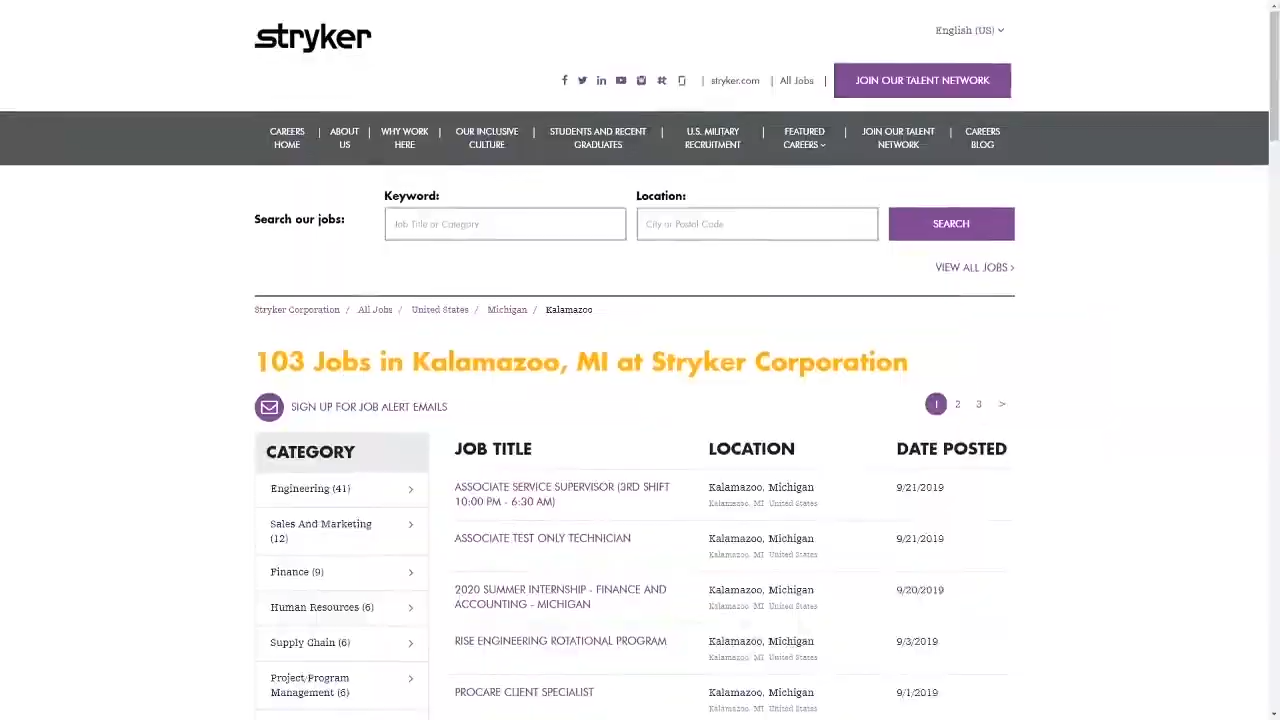 stryker
English (US)
| stryker.com | All Jobs | JOIN OUR TALENT NETWORK
CAREERS HOME | ABOUT US | WHY WORK HERE | OUR INCLUSIVE CULTURE | STUDENTS AND RECENT GRADUATES | U.S. MILITARY RECRUITMENT | FEATURED CAREERS | JOIN OUR TALENT NETWORK | CAREERS BLOG
Keyword: Location:
Search our jobs: Job Title or Category City or Postal Code SEARCH
VIEW ALL JOBS >
Stryker Corporation / All Jobs / United States / Michigan / Kalamazoo
103 Jobs in Kalamazoo, MI at Stryker Corporation
SIGN UP FOR JOB ALERT EMAILS 1 2 3 >
CATEGORY
Engineering (41)
Sales And Marketing
(12)
Finance (9)
Human Resources (6)
Supply Chain (6)
Project/Program
Management (6)
JOB TITLE LOCATION DATE POSTED
ASSOCIATE SERVICE SUPERVISOR (3RD SHIFT Kalamazoo, Michigan 9/21/2019
10:00 PM - 6:30 AM) Kalamazoo, MI United States
ASSOCIATE TEST ONLY TECHNICIAN Kalamazoo, Michigan 9/21/2019
Kalamazoo, MI United States
2020 SUMMER INTERNSHIP - FINANCE AND Kalamazoo, Michigan 9/20/2019
ACCOUNTING - MICHIGAN Kalamazoo, MI United States
RISE ENGINEERING ROTATIONAL PROGRAM Kalamazoo, Michigan 9/3/2019
Kalamazoo, MI United States
PROCARE CLIENT SPECIALIST Kalamazoo, Michigan 9/1/2019
Kalamazoo, MI United States